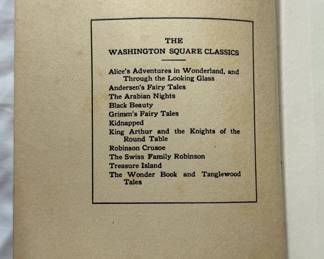 THE
WASHINGTON SQUARE CLASSICS
Alice's Adventures in Wonderland, and
Through the Looking Glass
Andersen's Fairy Tales
The Arabian Nights
Black Beauty
Grimm's Fairy Tales
Kidnapped
King Arthur and the Knights of the
Round Table
Robinson Crusoe
The Swiss Family Robinson
Treasure Island
The Wonder Book and Tanglewood
Tales